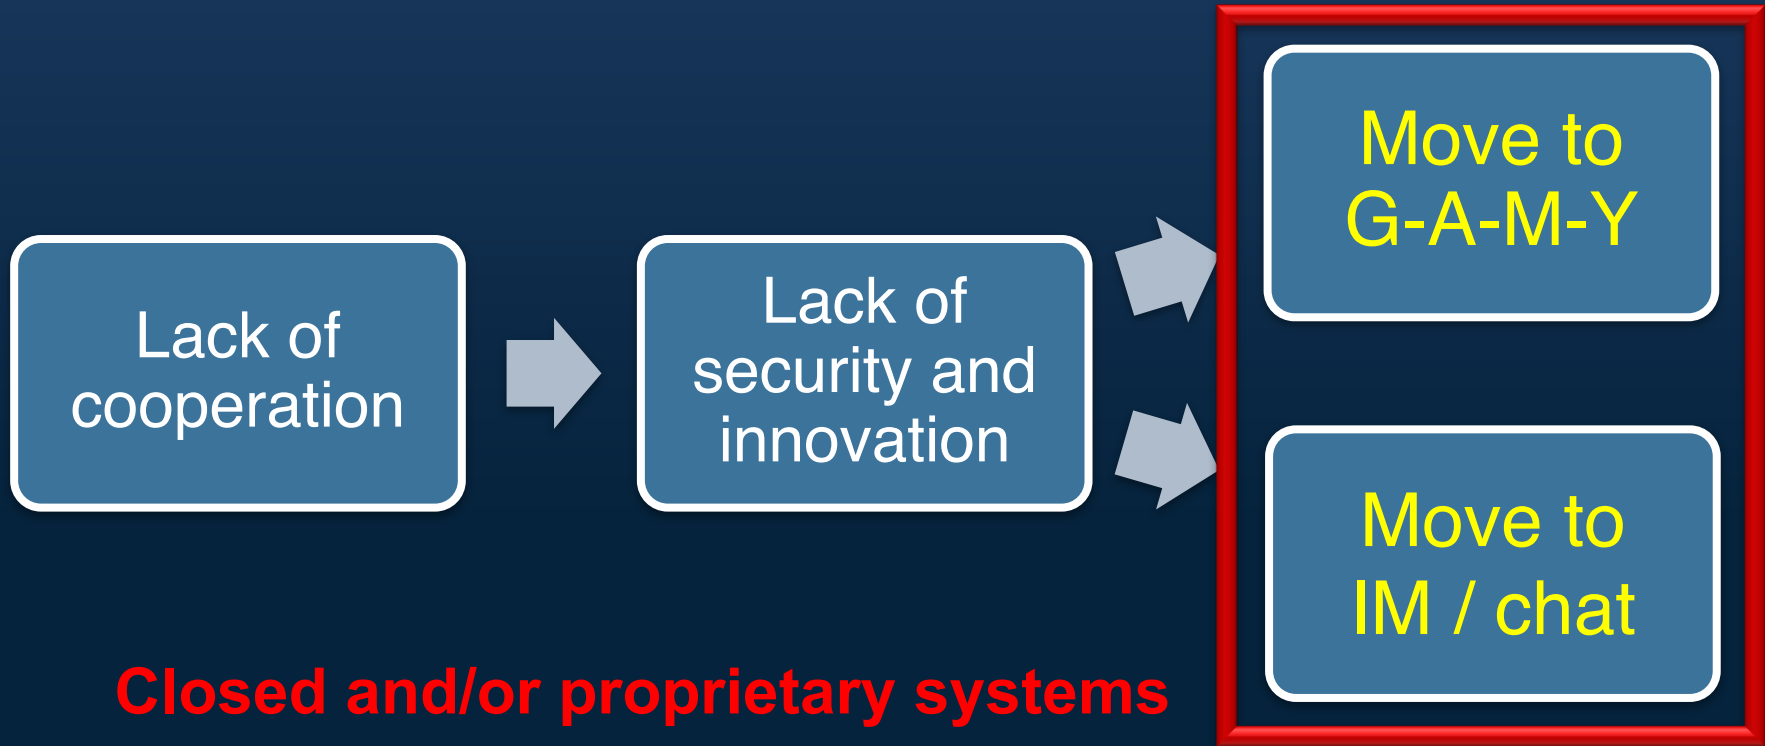 Lack of
cooperation
Lack of
security and
innovation
Move to
G-A-M-Y
Move to
IM / chat
Closed and/or proprietary systems